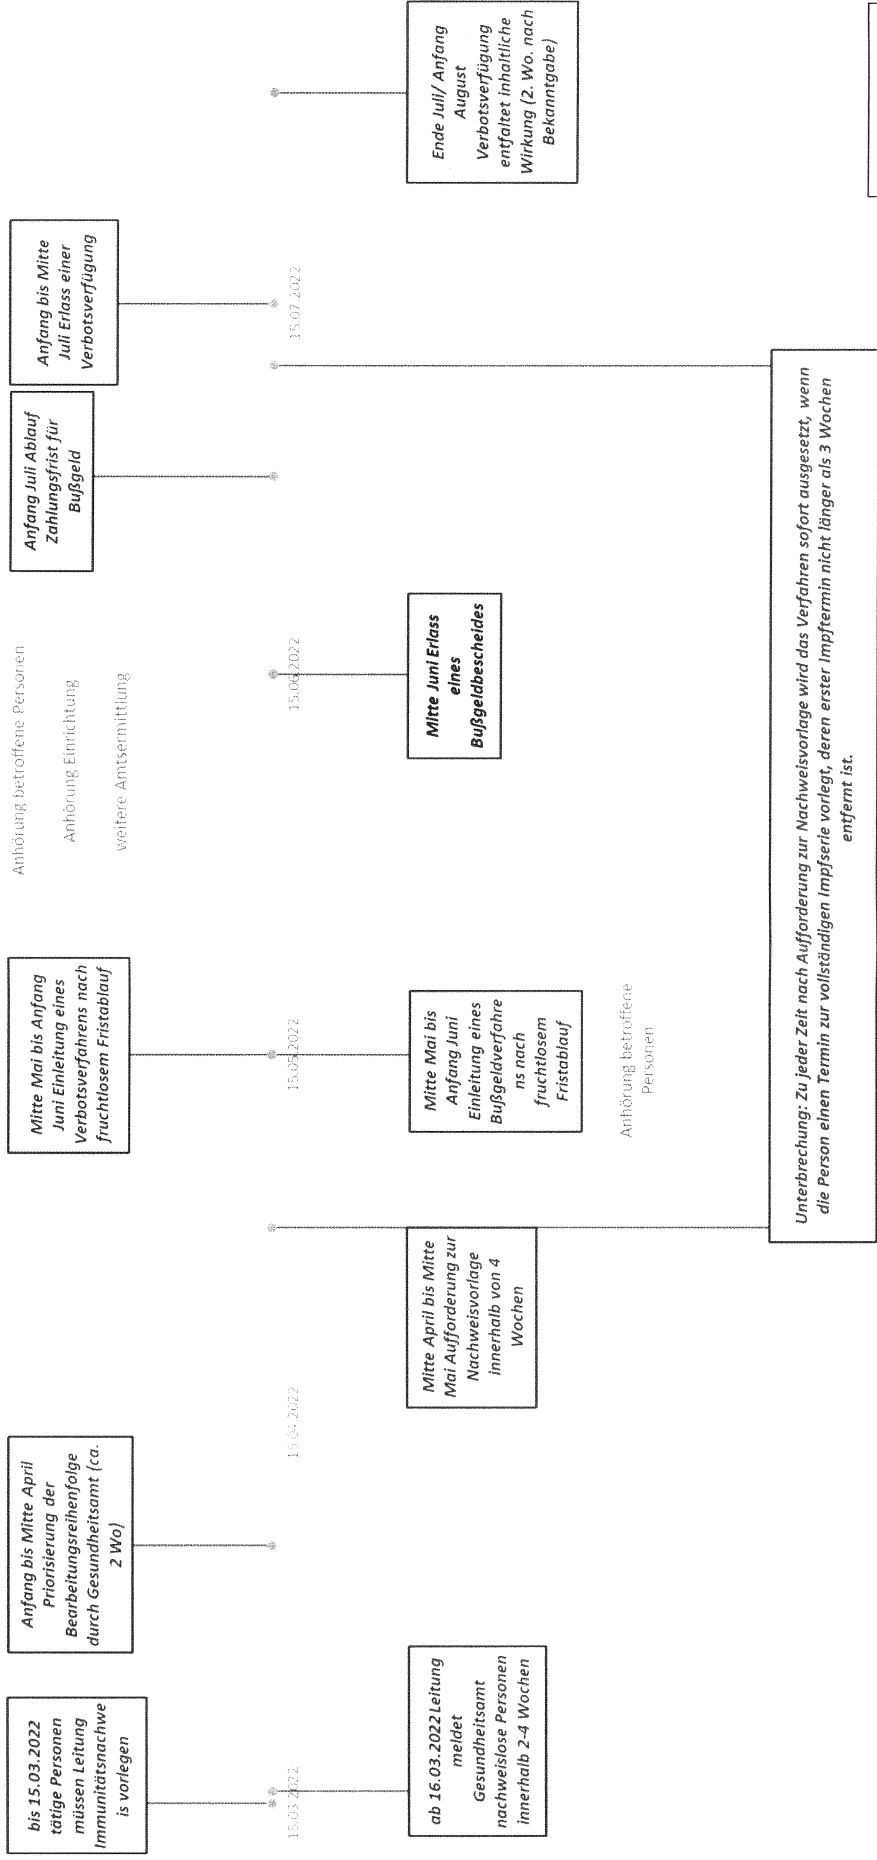 bis 15.03.2022
tätige Personen
müssen Leitung
Immunitätsnachwe
is vorlegen
Anfang bis Mitte April
Priorisierung der
Bearbeitungsreihenfolge
durch Gesundheitsamt (ca.
2 Wo)
Mitte Mai bis Anfang
Juni Einleitung eines
Verbotsverfahrens nach
fruchtlosem Fristablauf
Anhörung betroffene Personen
Anhörung Einrichtung
weitere Amtsermittlung
Anfang Juli Ablauf
Zahlungsfrist für
Bußgeld
Anfang bis Mitte
Juli Erlass einer
Verbotsverfügung
15.03.2022
15.04.2022
15.05.2022
15.06.2022
15.07.2022
ab 16.03.2022 Leitung
meldet
Gesundheitsamt
nachweislose Personen
innerhalb 2-4 Wochen
Mitte April bis Mitte
Mai Aufforderung zur
Nachweisvorlage
innerhalb von 4
Wochen
Mitte Mai bis
Anfang Juni
Einleitung eines
Bußgeldverfahre
ns nach
fruchtlosem
Fristablauf
Anhörung betroffene
Personen
Mitte Juni Erlass
eines
Bußgeldbescheides
Ende Juli/ Anfang
August
Verbotsverfügung
entfaltet inhaltliche
Wirkung (2. Wo. nach
Bekanntgabe)
Unterbrechung: Zu jeder Zeit nach Aufforderung zur Nachweisvorlage wird das Verfahren sofort ausgesetzt, wenn
die Person einen Termin zur vollständigen Impfserie vorlegt, deren erster Impftermin nicht länger als 3 Wochen
entfernt ist.